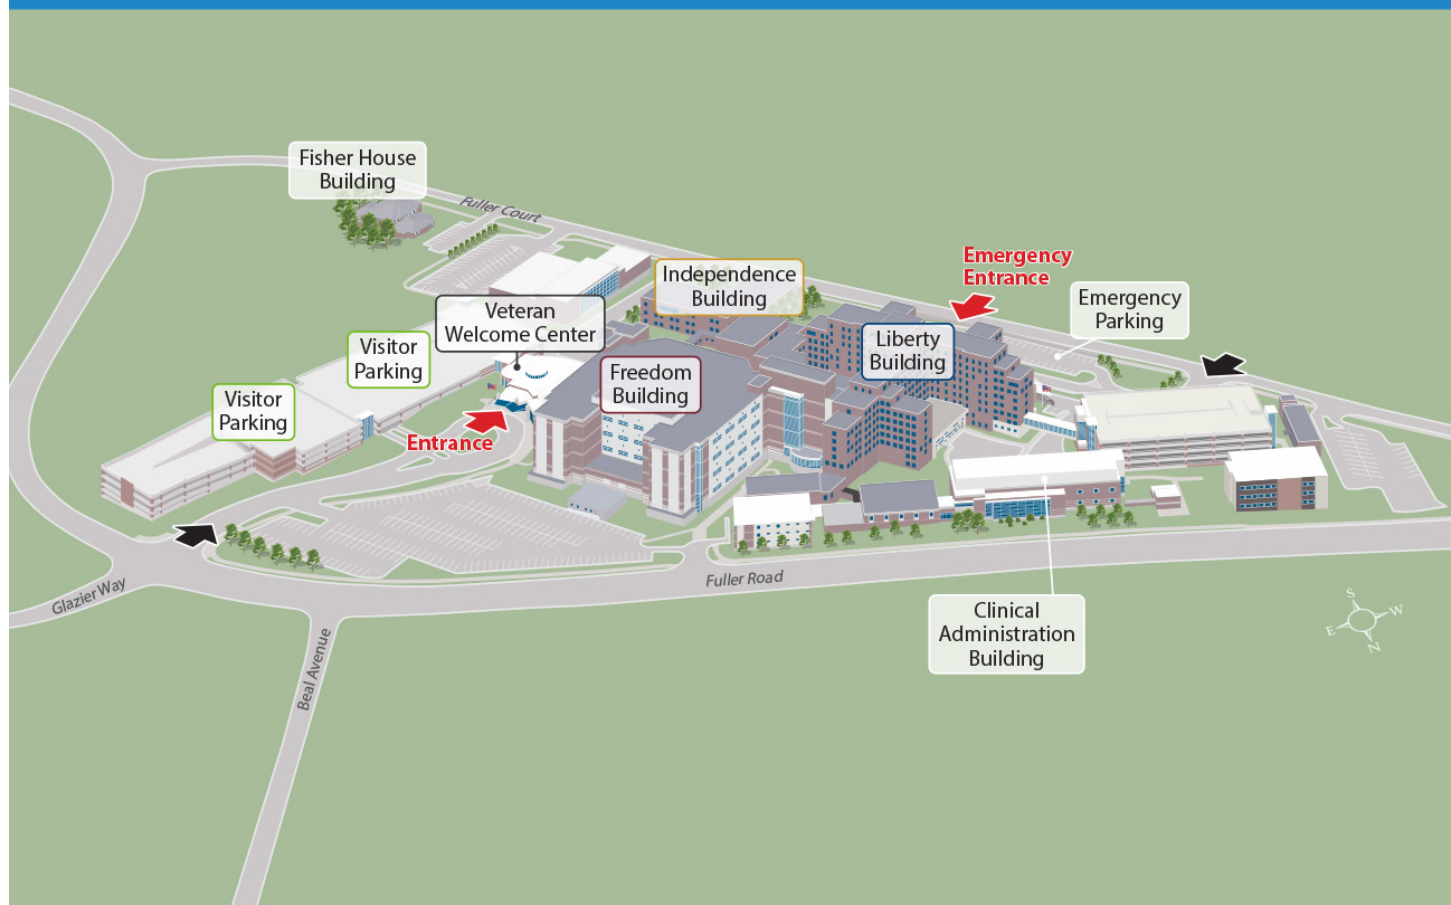 Fisher House
Building
Fuller Court
Emergency
Entrance
Independence
Building
Emergency
Parking
Veteran
Welcome Center
Liberty
Building
Visitor
Parking
Freedom
Building
Visitor
Parking
Entrance
Fuller Road
Glazier Way
Beal Avenue
Clinical
Administration
Building
S
W
E
N